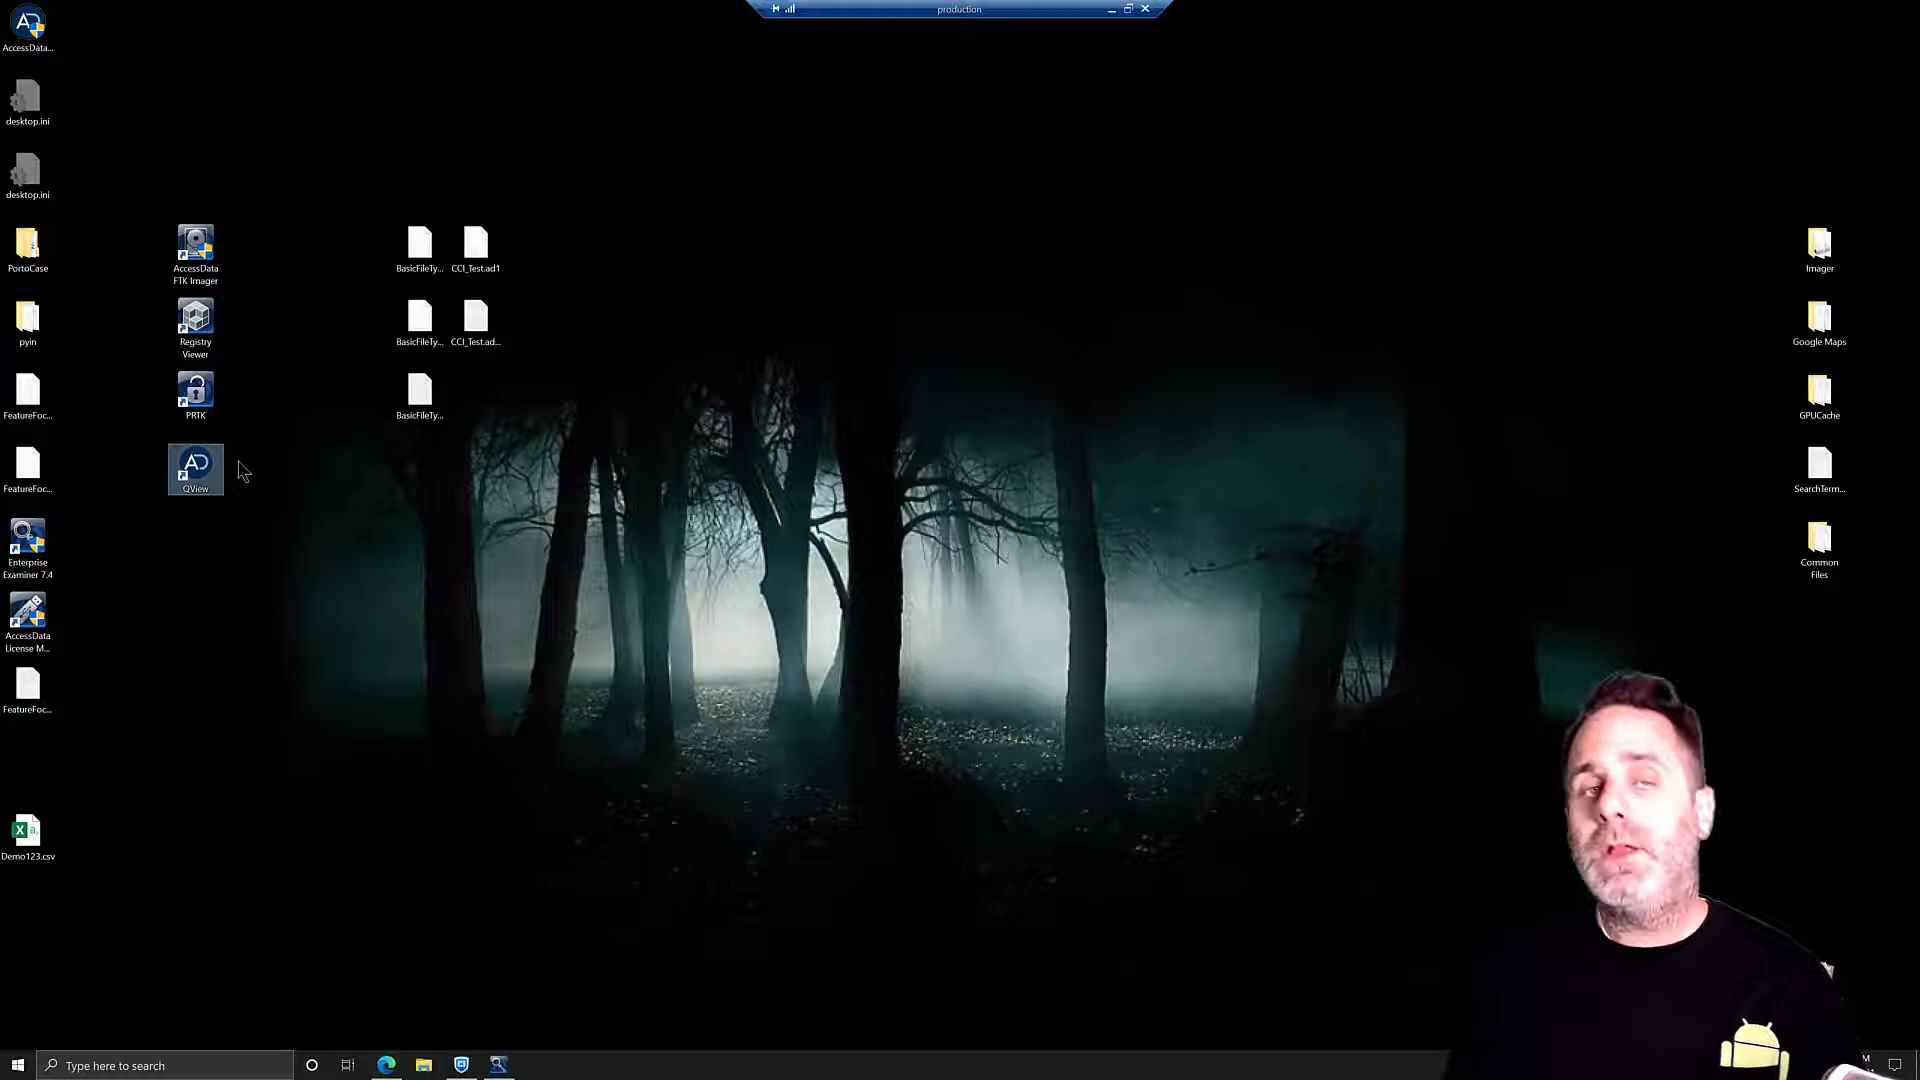 production
AccessData...
desktop.ini
desktop.ini
PortoCase
pyin
FeatureFoc...
FeatureFoc...
Enterprise
Examiner 7.4
AccessData
License M...
FeatureFoc...
Demo123.csv
AccessData
FTK Imager
Registry
Viewer
PRTK
QView
BasicFileTy...
CCI_Test.ad1
BasicFileTy...
CCI_Test.ad...
BasicFileTy...
Imager
Google Maps
GPUCache
SearchTerm...
Common
Files
Type here to search